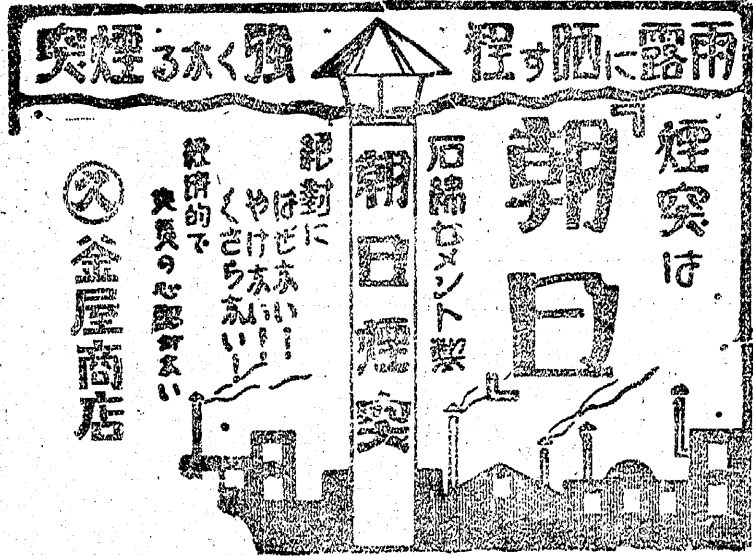 雨露に晒す程
強くなる煙突
煙突は
「朝日」
石綿セメント製
朝日煙突
絶對に
はぜない!!
やけない!!
くさらない!
経済的で
火災の心配がない
久
釜屋商店